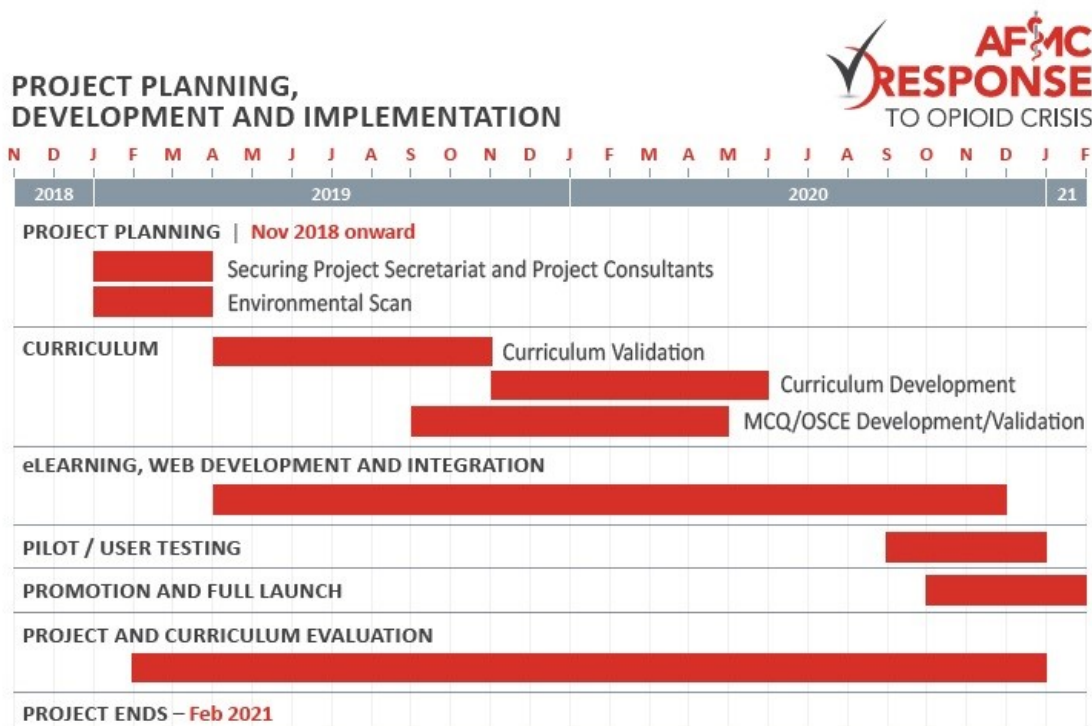 AFMC
RESPONSE
TO OPIOID CRISIS
PROJECT PLANNING,
DEVELOPMENT AND IMPLEMENTATION
N D J F M A M J J A S O N D J F M A M J J A S O N D J F
2018 2019 2020 21
PROJECT PLANNING | Nov 2018 onward
Securing Project Secretariat and Project Consultants
Environmental Scan
CURRICULUM
Curriculum Validation
Curriculum Development
MCQ/OSCE Development/Validation
eLEARNING, WEB DEVELOPMENT AND INTEGRATION
PILOT / USER TESTING
PROMOTION AND FULL LAUNCH
PROJECT AND CURRICULUM EVALUATION
PROJECT ENDS – Feb 2021